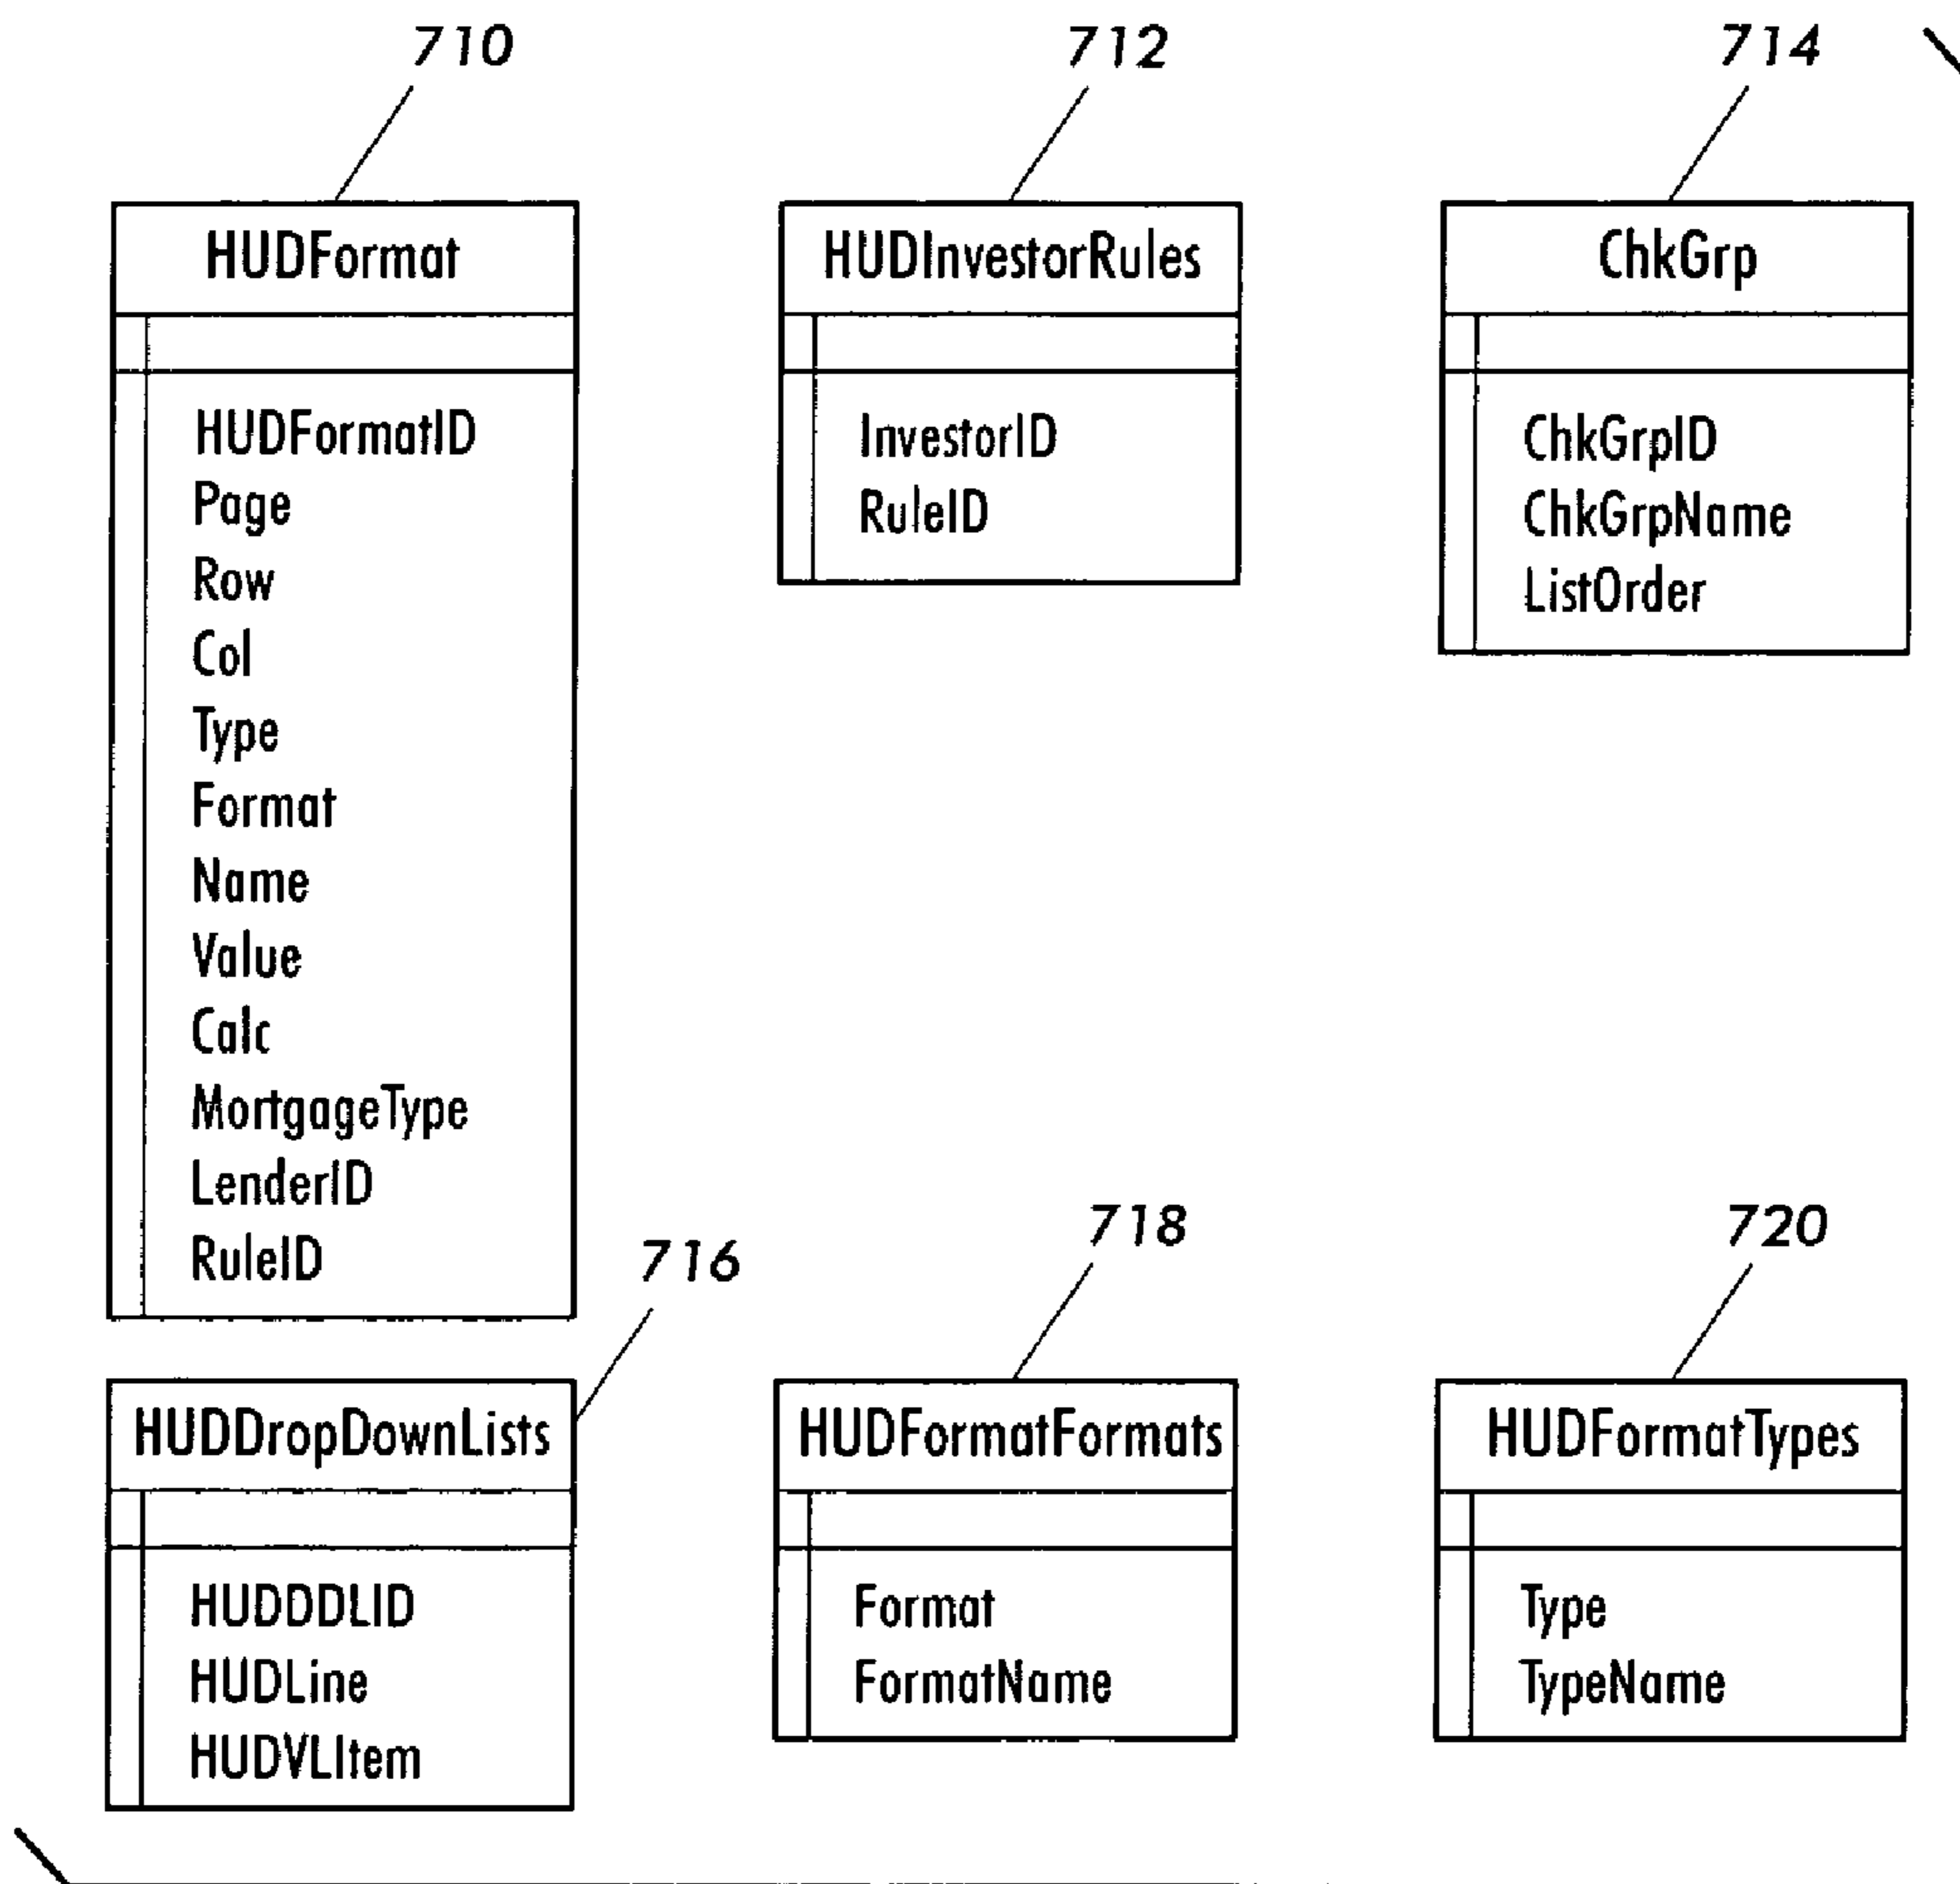 710
HUDFormat
HUDFormatID
Page
Row
Col
Type
Format
Name
Value
Calc
MortgageType
LenderID
RuleID
712
HUDInvestorRules
InvestorID
RuleID
714
ChkGrp
ChkGrpID
ChkGrpName
ListOrder
716
HUDDropDownLists
HUDDDLID
HUDLine
HUDVLItem
718
HUDFormatFormats
Format
FormatName
720
HUDFormatTypes
Type
TypeName